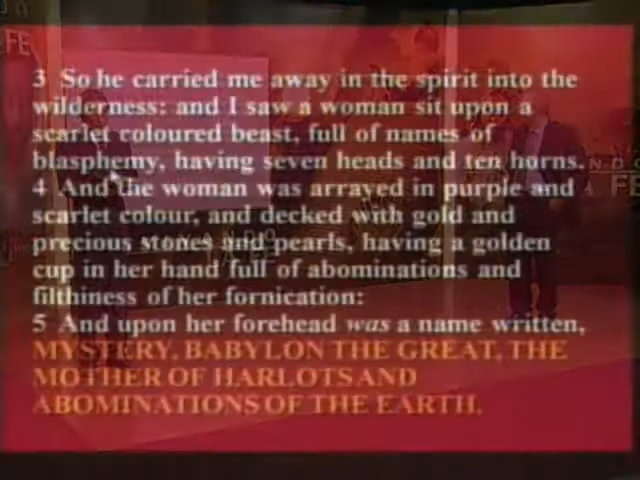 3 So he carried me away in the spirit into the
wilderness: and I saw a woman sit upon a
scarlet coloured beast, full of names of
blasphemy, having seven heads and ten horns.
4 And the woman was arrayed in purple and
scarlet colour, and decked with gold and
precious stones and pearls, having a golden
cup in her hand full of abominations and
filthiness of her fornication:
5 And upon her forehead was a name written,
MYSTERY, BABYLON THE GREAT, THE
MOTHER OF HARLOTS AND
ABOMINATIONS OF THE EARTH.
FE
FE